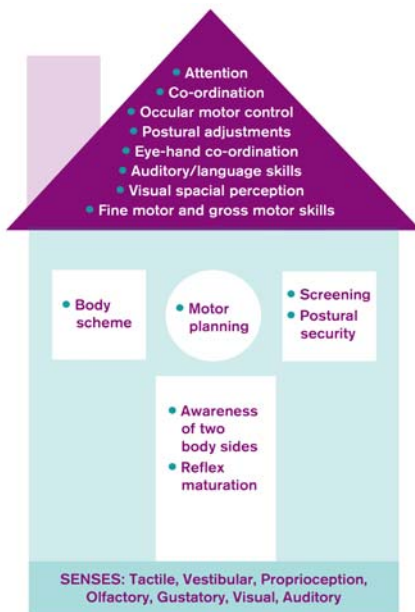 • Attention
• Co-ordination
• Occular motor control
• Postural adjustments
• Eye-hand co-ordination
• Auditory/language skills
• Visual spacial perception
• Fine motor and gross motor skills
• Body
scheme
• Motor
planning
• Screening
• Postural
security
• Awareness
of two
body sides
• Reflex
maturation
SENSES: Tactile, Vestibular, Proprioception,
Olfactory, Gustatory, Visual, Auditory